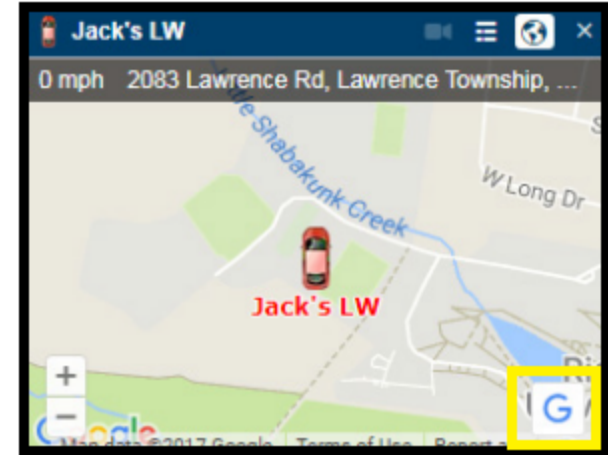 Jack's LW
0 mph 2083 Lawrence Rd, Lawrence Township, ...
Shabakunk Creek
W Long Dr
Jack's LW
+
−
G
Google
Map data ©2017 Google Terms of Use Report a